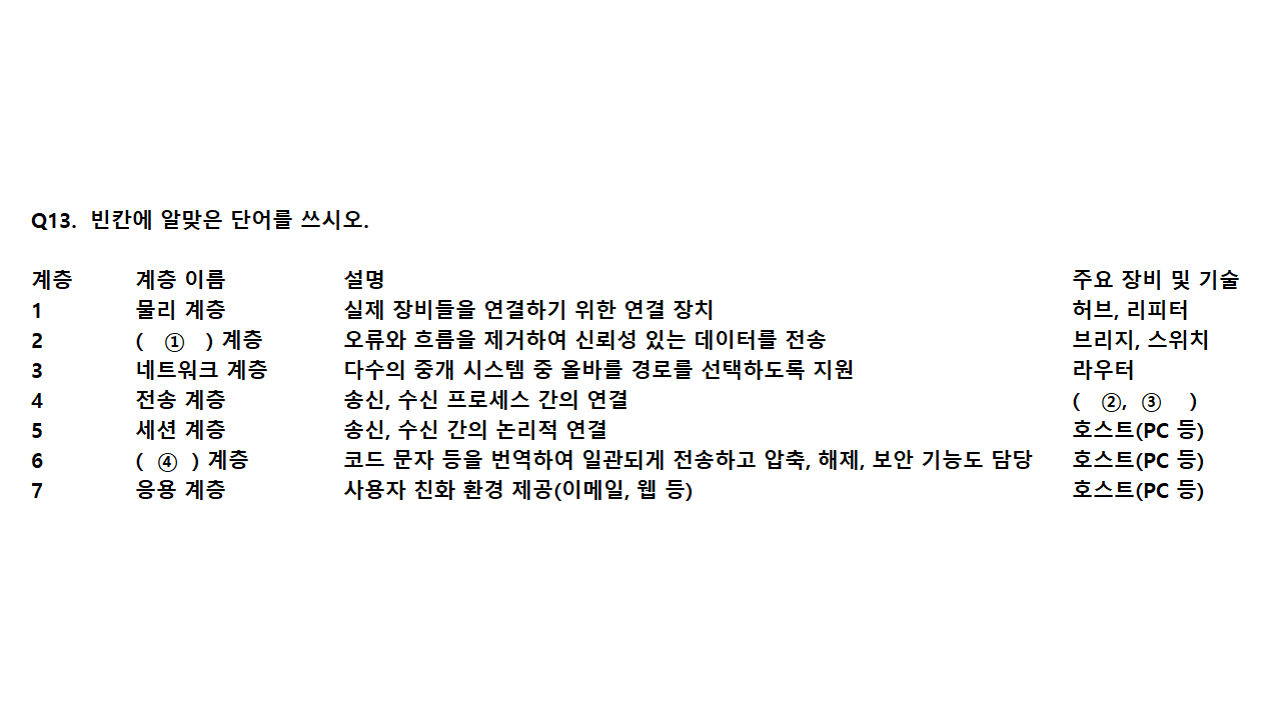 Q13. 빈칸에 알맞은 단어를 쓰시오.
계층 계층 이름 설명 주요 장비 및 기술
1 물리 계층 실제 장비들을 연결하기 위한 연결 장치 허브, 리피터
2 ( ① ) 계층 오류와 흐름을 제거하여 신뢰성 있는 데이터를 전송 브리지, 스위치
3 네트워크 계층 다수의 중개 시스템 중 올바를 경로를 선택하도록 지원 라우터
4 전송 계층 송신, 수신 프로세스 간의 연결 ( ②, ③ )
5 세션 계층 송신, 수신 간의 논리적 연결 호스트(PC 등)
6 ( ④ ) 계층 코드 문자 등을 번역하여 일관되게 전송하고 압축, 해제, 보안 기능도 담당 호스트(PC 등)
7 응용 계층 사용자 친화 환경 제공(이메일, 웹 등) 호스트(PC 등)